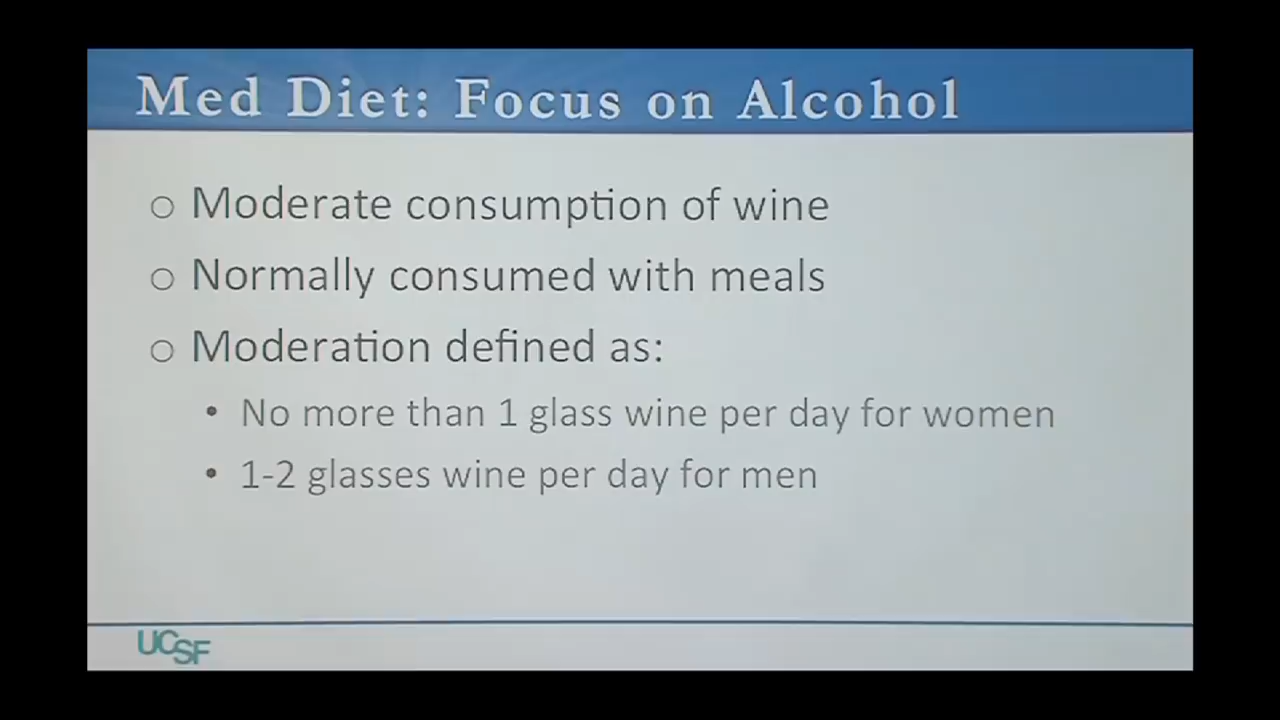 Med Diet: Focus on Alcohol
o Moderate consumption of wine
o Normally consumed with meals
o Moderation defined as:
• No more than 1 glass wine per day for women
• 1-2 glasses wine per day for men
UCSF